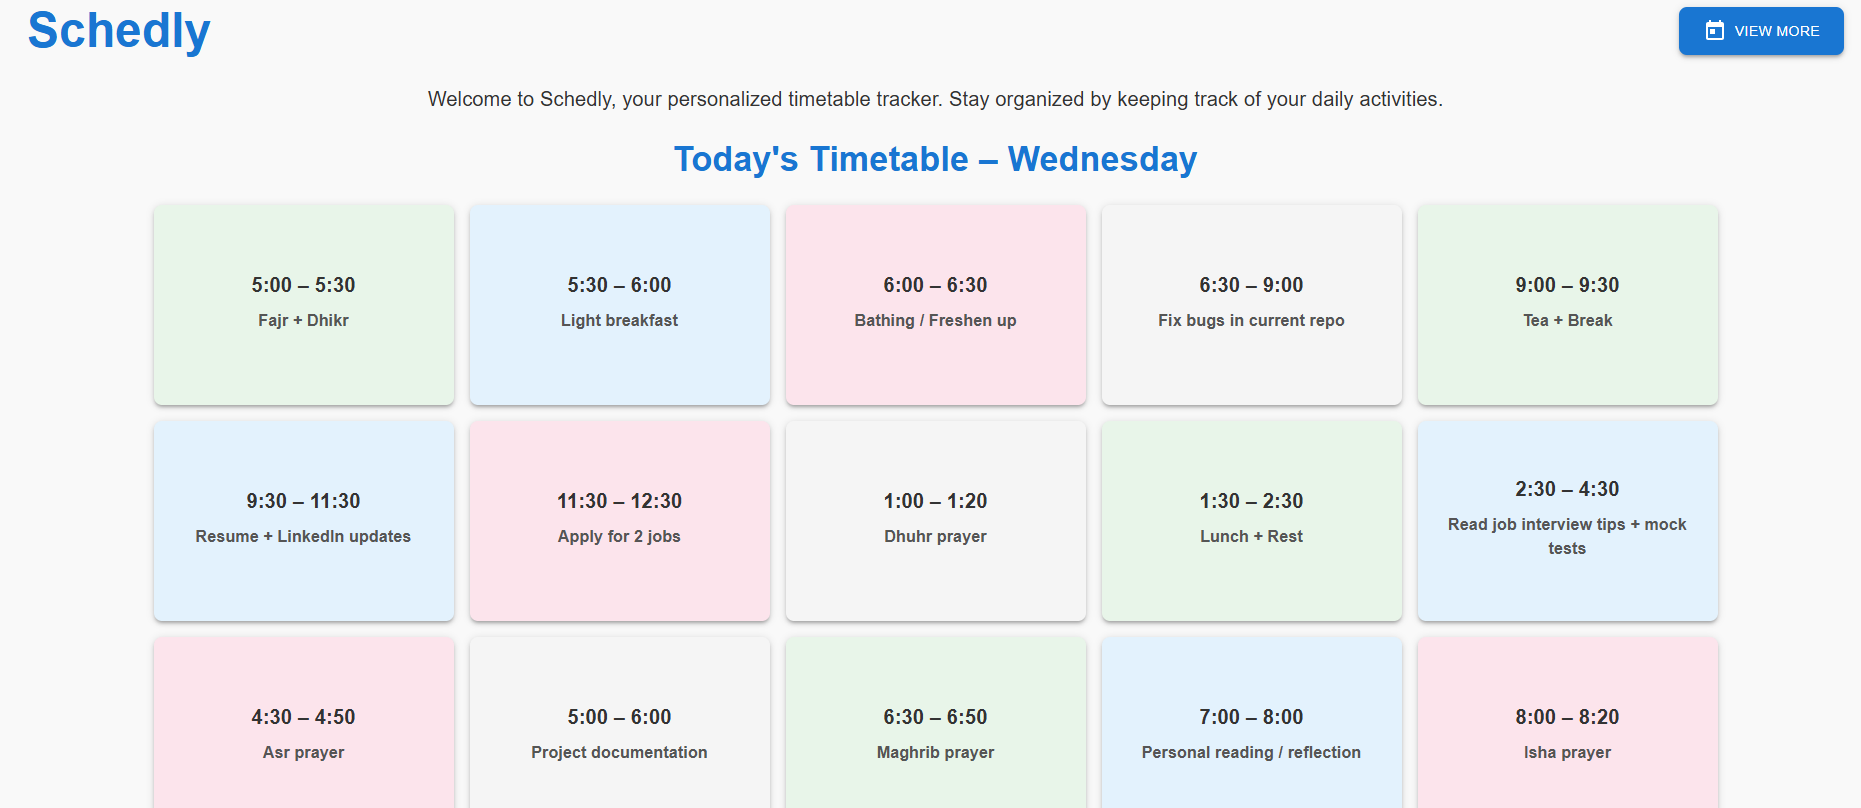 Schedly
VIEW MORE
Welcome to Schedly, your personalized timetable tracker. Stay organized by keeping track of your daily activities.
Today's Timetable – Wednesday
5:00 – 5:30
Fajr + Dhikr
5:30 – 6:00
Light breakfast
6:00 – 6:30
Bathing / Freshen up
6:30 – 9:00
Fix bugs in current repo
9:00 – 9:30
Tea + Break
9:30 – 11:30
Resume + LinkedIn updates
11:30 – 12:30
Apply for 2 jobs
1:00 – 1:20
Dhuhr prayer
1:30 – 2:30
Lunch + Rest
2:30 – 4:30
Read job interview tips + mock
tests
4:30 – 4:50
Asr prayer
5:00 – 6:00
Project documentation
6:30 – 6:50
Maghrib prayer
7:00 – 8:00
Personal reading / reflection
8:00 – 8:20
Isha prayer